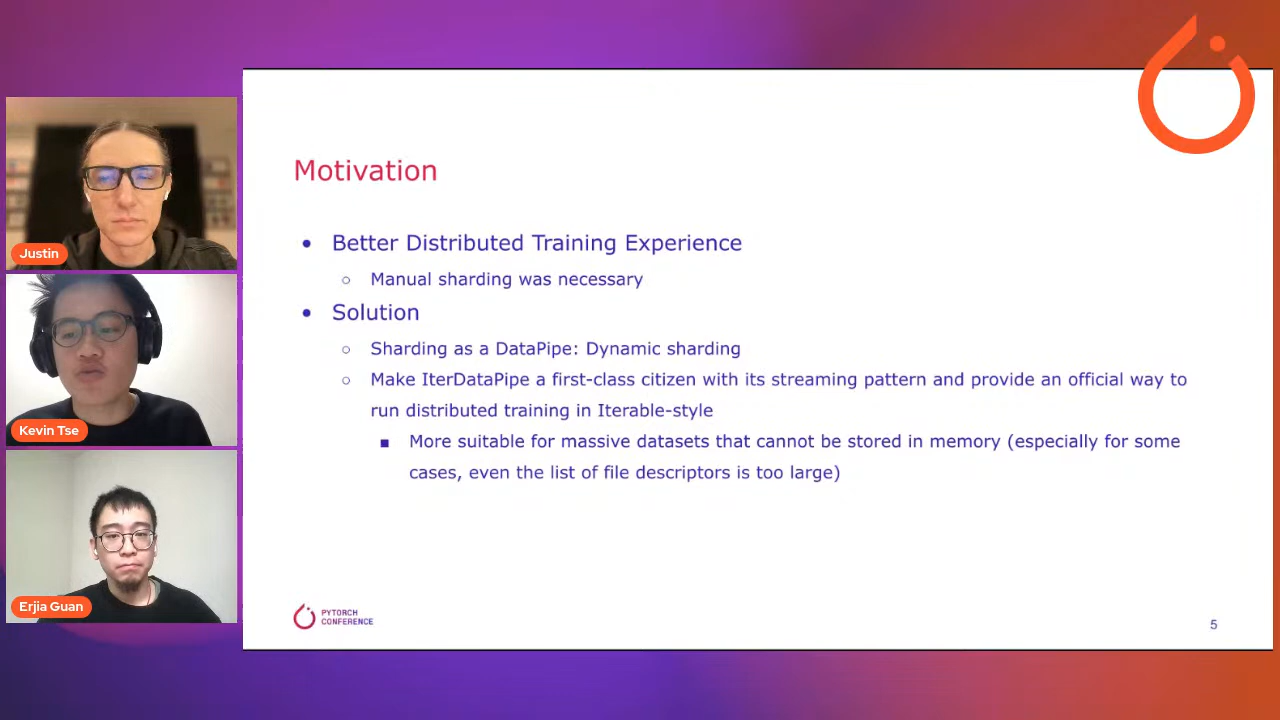 Justin
Kevin Tse
Erjia Guan
Motivation
• Better Distributed Training Experience
○ Manual sharding was necessary
• Solution
○ Sharding as a DataPipe: Dynamic sharding
○ Make IterDataPipe a first-class citizen with its streaming pattern and provide an official way to
run distributed training in Iterable-style
■ More suitable for massive datasets that cannot be stored in memory (especially for some
cases, even the list of file descriptors is too large)
PYTORCH
CONFERENCE
5